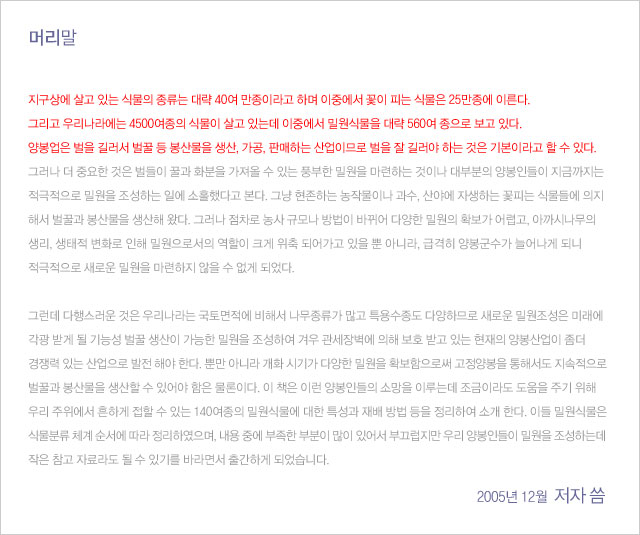 머리말
지구상에 살고 있는 식물의 종류는 대략 40여 만종이라고 하며 이중에서 꽃이 피는 식물은 25만종에 이른다.
그리고 우리나라에는 4500여종의 식물이 살고 있는데 이중에서 밀원식물을 대략 560여 종으로 보고 있다.
양봉업은 벌을 길러서 벌꿀 등 봉산물을 생산, 가공, 판매하는 산업이므로 벌을 잘 길러야 하는 것은 기본이라고 할 수 있다.
그러나 더 중요한 것은 벌들이 꿀과 화분을 가져올 수 있는 풍부한 밀원을 마련하는 것이나 대부분의 양봉인들이 지금까지는
적극적으로 밀원을 조성하는 일에 소홀했다고 본다. 그냥 현존하는 농작물이나 과수, 산야에 자생하는 꽃피는 식물들에 의지
해서 벌꿀과 봉산물을 생산해 왔다. 그러나 점차로 농사 규모나 방법이 바뀌어 다양한 밀원의 확보가 어렵고, 아까시나무의
생리, 생태적 변화로 인해 밀원으로서의 역할이 크게 위축 되어가고 있을 뿐 아니라, 급격히 양봉군수가 늘어나게 되니
적극적으로 새로운 밀원을 마련하지 않을 수 없게 되었다.
그런데 다행스러운 것은 우리나라는 국토면적에 비해서 나무종류가 많고 특용수종도 다양하므로 새로운 밀원조성은 미래에
각광 받게 될 기능성 벌꿀 생산이 가능한 밀원을 조성하여 겨우 관세장벽에 의해 보호 받고 있는 현재의 양봉산업이 좀더
경쟁력 있는 산업으로 발전 해야 한다. 뿐만 아니라 개화 시기가 다양한 밀원을 확보함으로써 고정양봉을 통해서도 지속적으로
벌꿀과 봉산물을 생산할 수 있어야 함은 물론이다. 이 책은 이런 양봉인들의 소망을 이루는데 조금이라도 도움을 주기 위해
우리 주위에서 흔하게 접할 수 있는 140여종의 밀원식물에 대한 특성과 재배 방법 등을 정리하여 소개 한다. 이들 밀원식물은
식물분류 체계 순서에 따라 정리하였으며, 내용 중에 부족한 부분이 많이 있어서 부끄럽지만 우리 양봉인들이 밀원을 조성하는데
작은 참고 자료라도 될 수 있기를 바라면서 출간하게 되었습니다.
2005년 12월 저자 씀